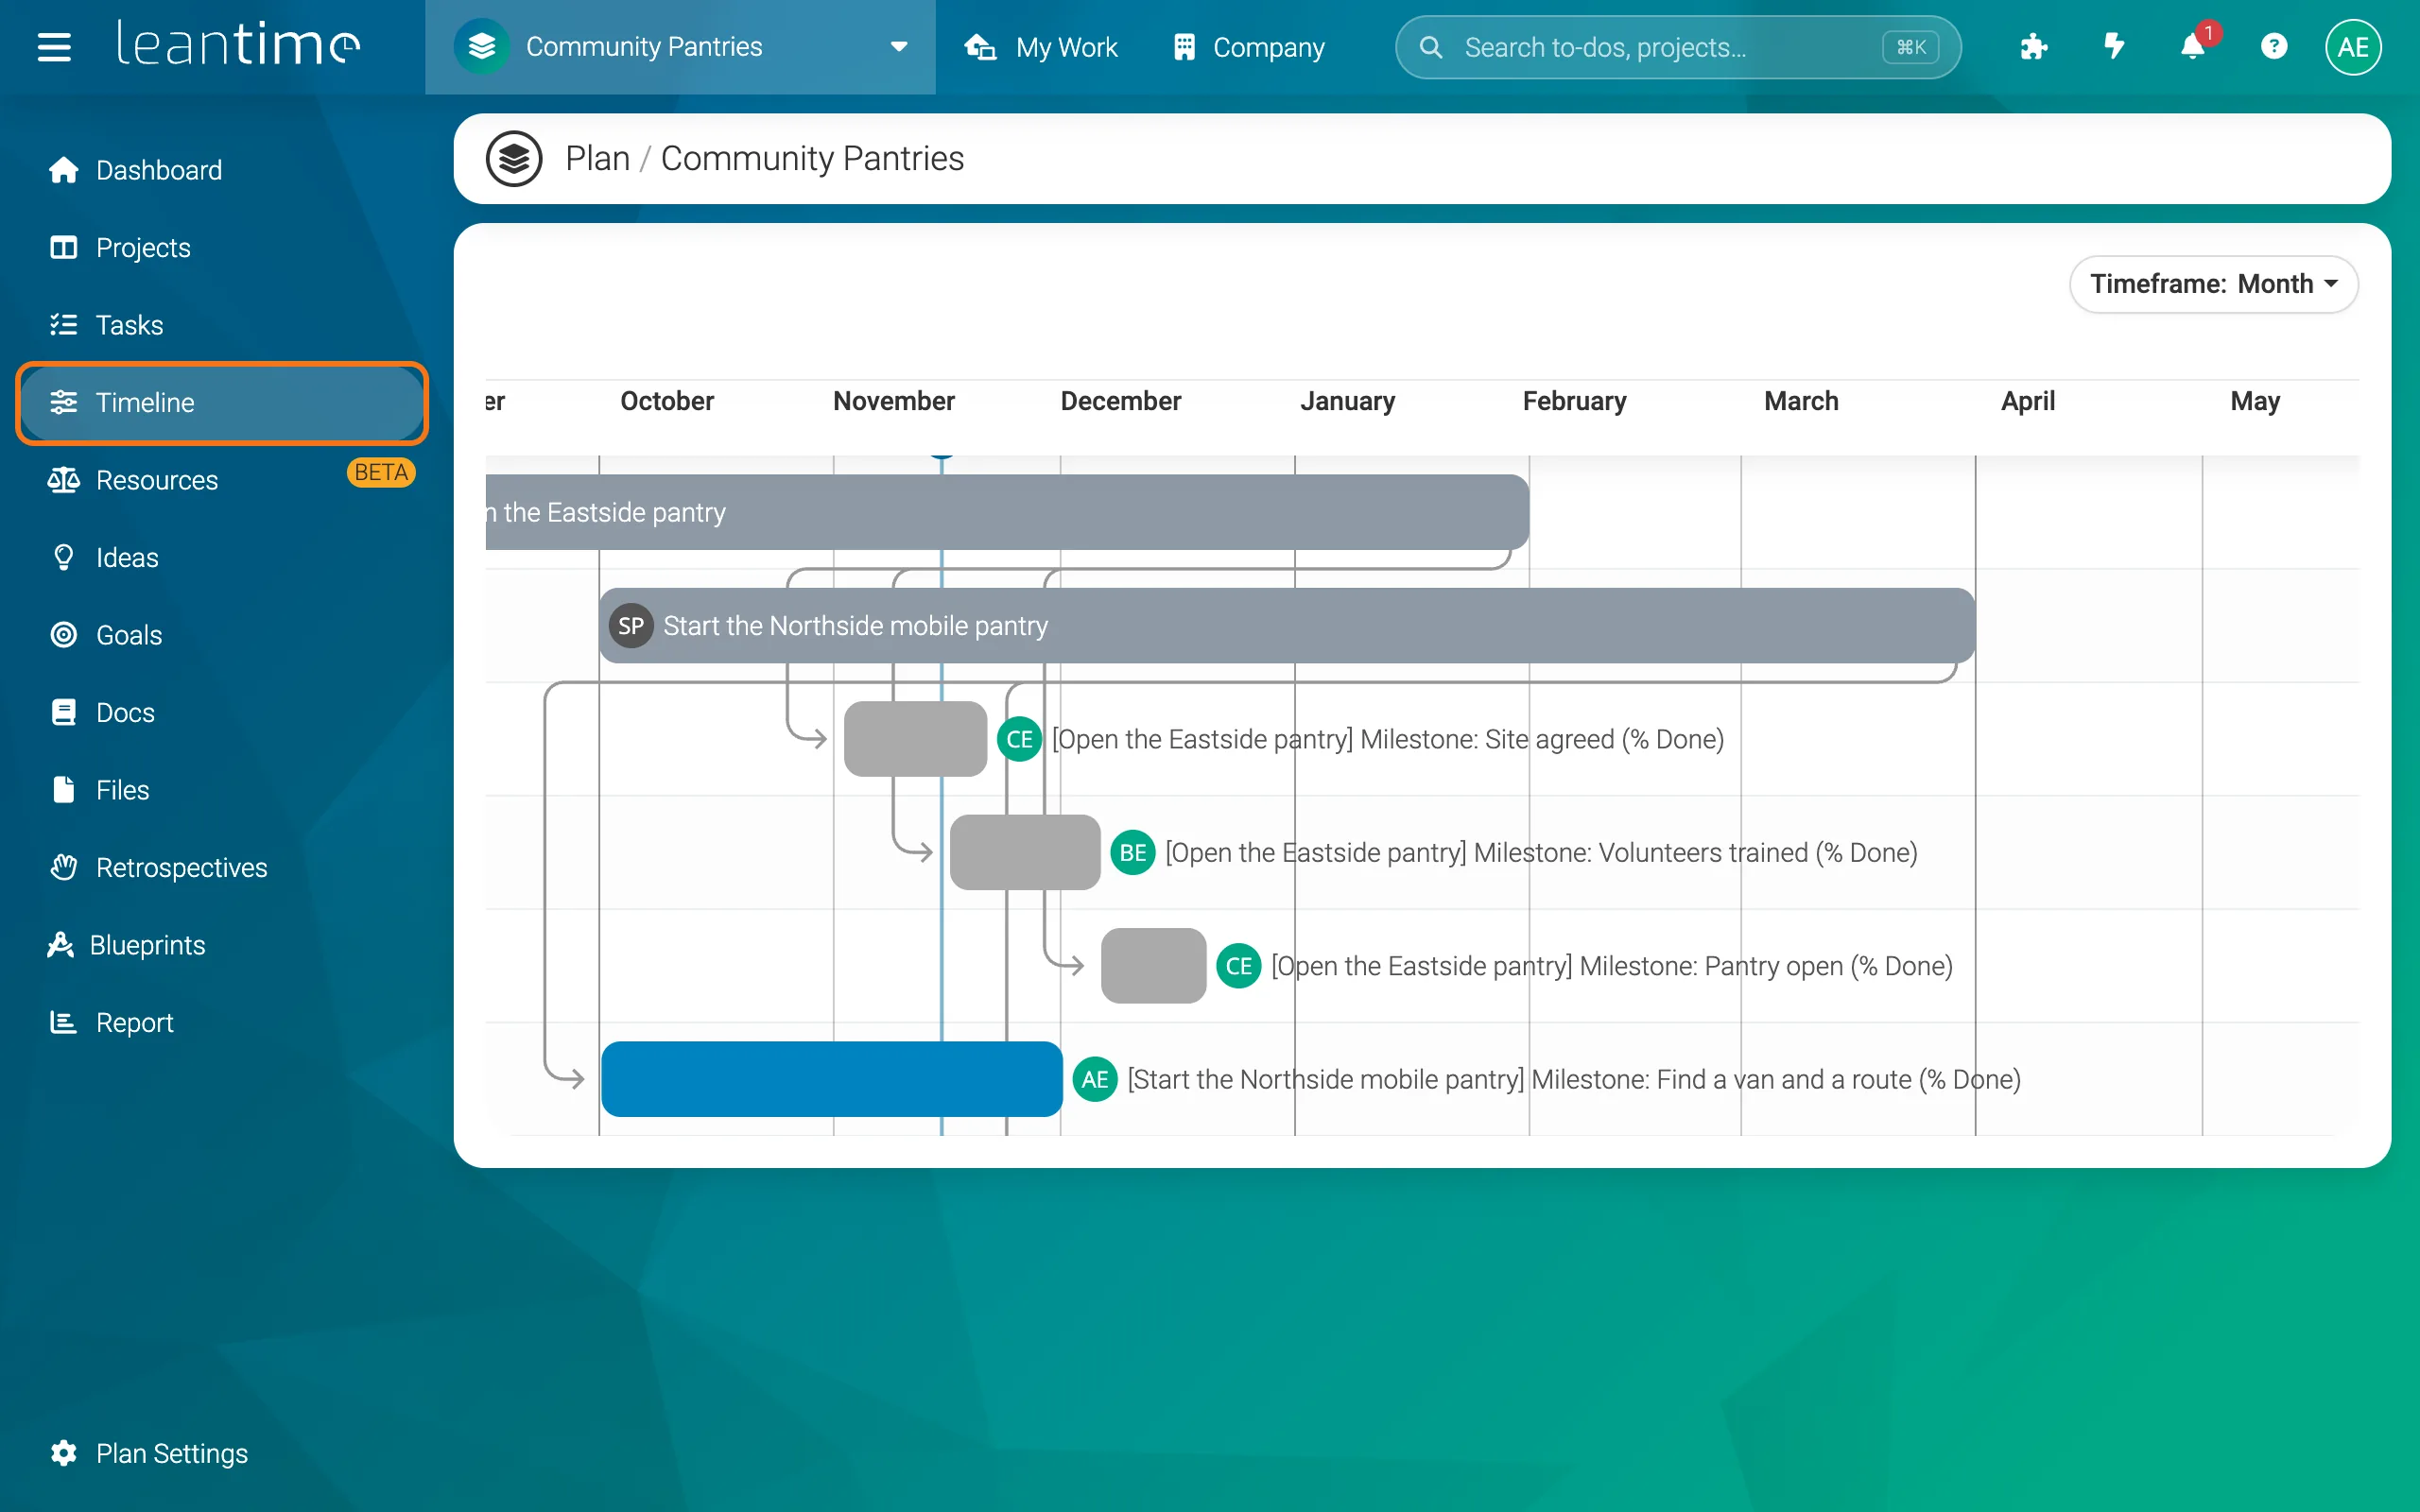 leantime
Community Pantries
My Work
Company
Search to-dos, projects...
⌘K
1
AE
Dashboard
Projects
Tasks
Timeline
Resources
BETA
Ideas
Goals
Docs
Files
Retrospectives
Blueprints
Report
Plan Settings
Plan / Community Pantries
Timeframe: Month
er October November December January February March April May
n the Eastside pantry
SP Start the Northside mobile pantry
CE [Open the Eastside pantry] Milestone: Site agreed (% Done)
BE [Open the Eastside pantry] Milestone: Volunteers trained (% Done)
CE [Open the Eastside pantry] Milestone: Pantry open (% Done)
AE [Start the Northside mobile pantry] Milestone: Find a van and a route (% Done)